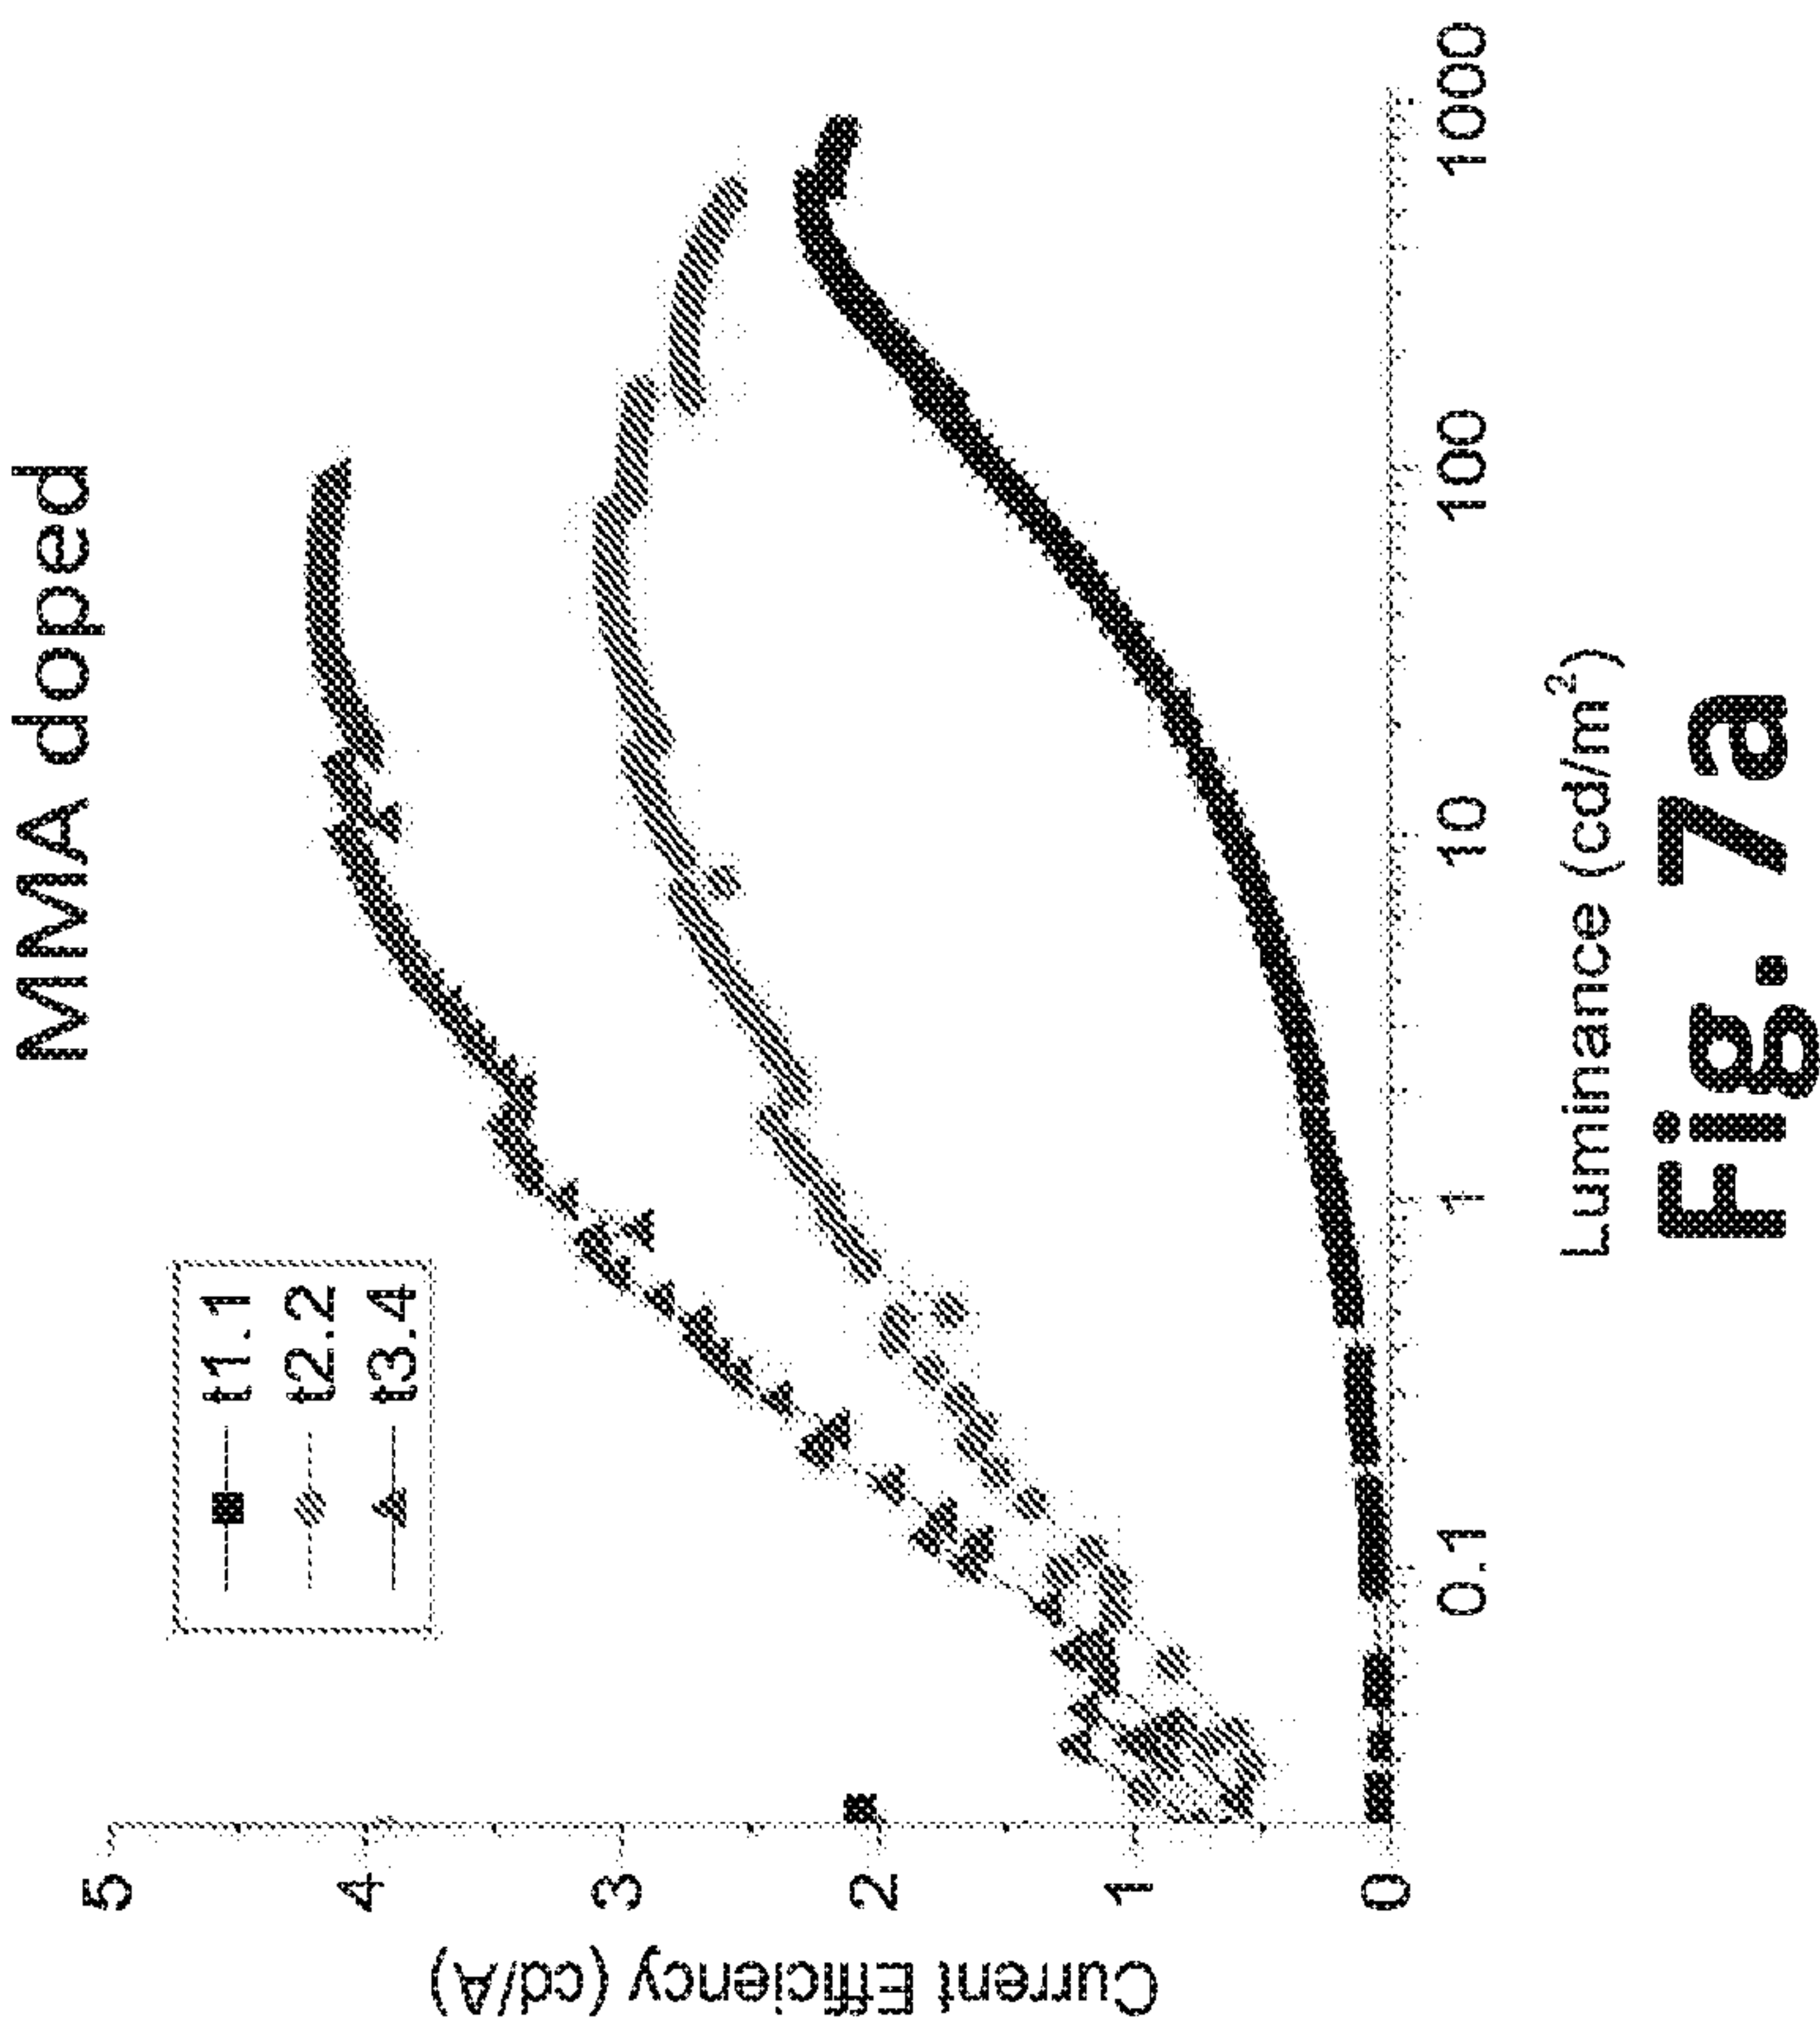 MMA doped
t1.1
t2.2
t3.4
Current Efficiency (cd/A)
5
4
3
2
1
0
0.1
1
10
100
1000
Luminance (cd/m²)
Fig. 7a